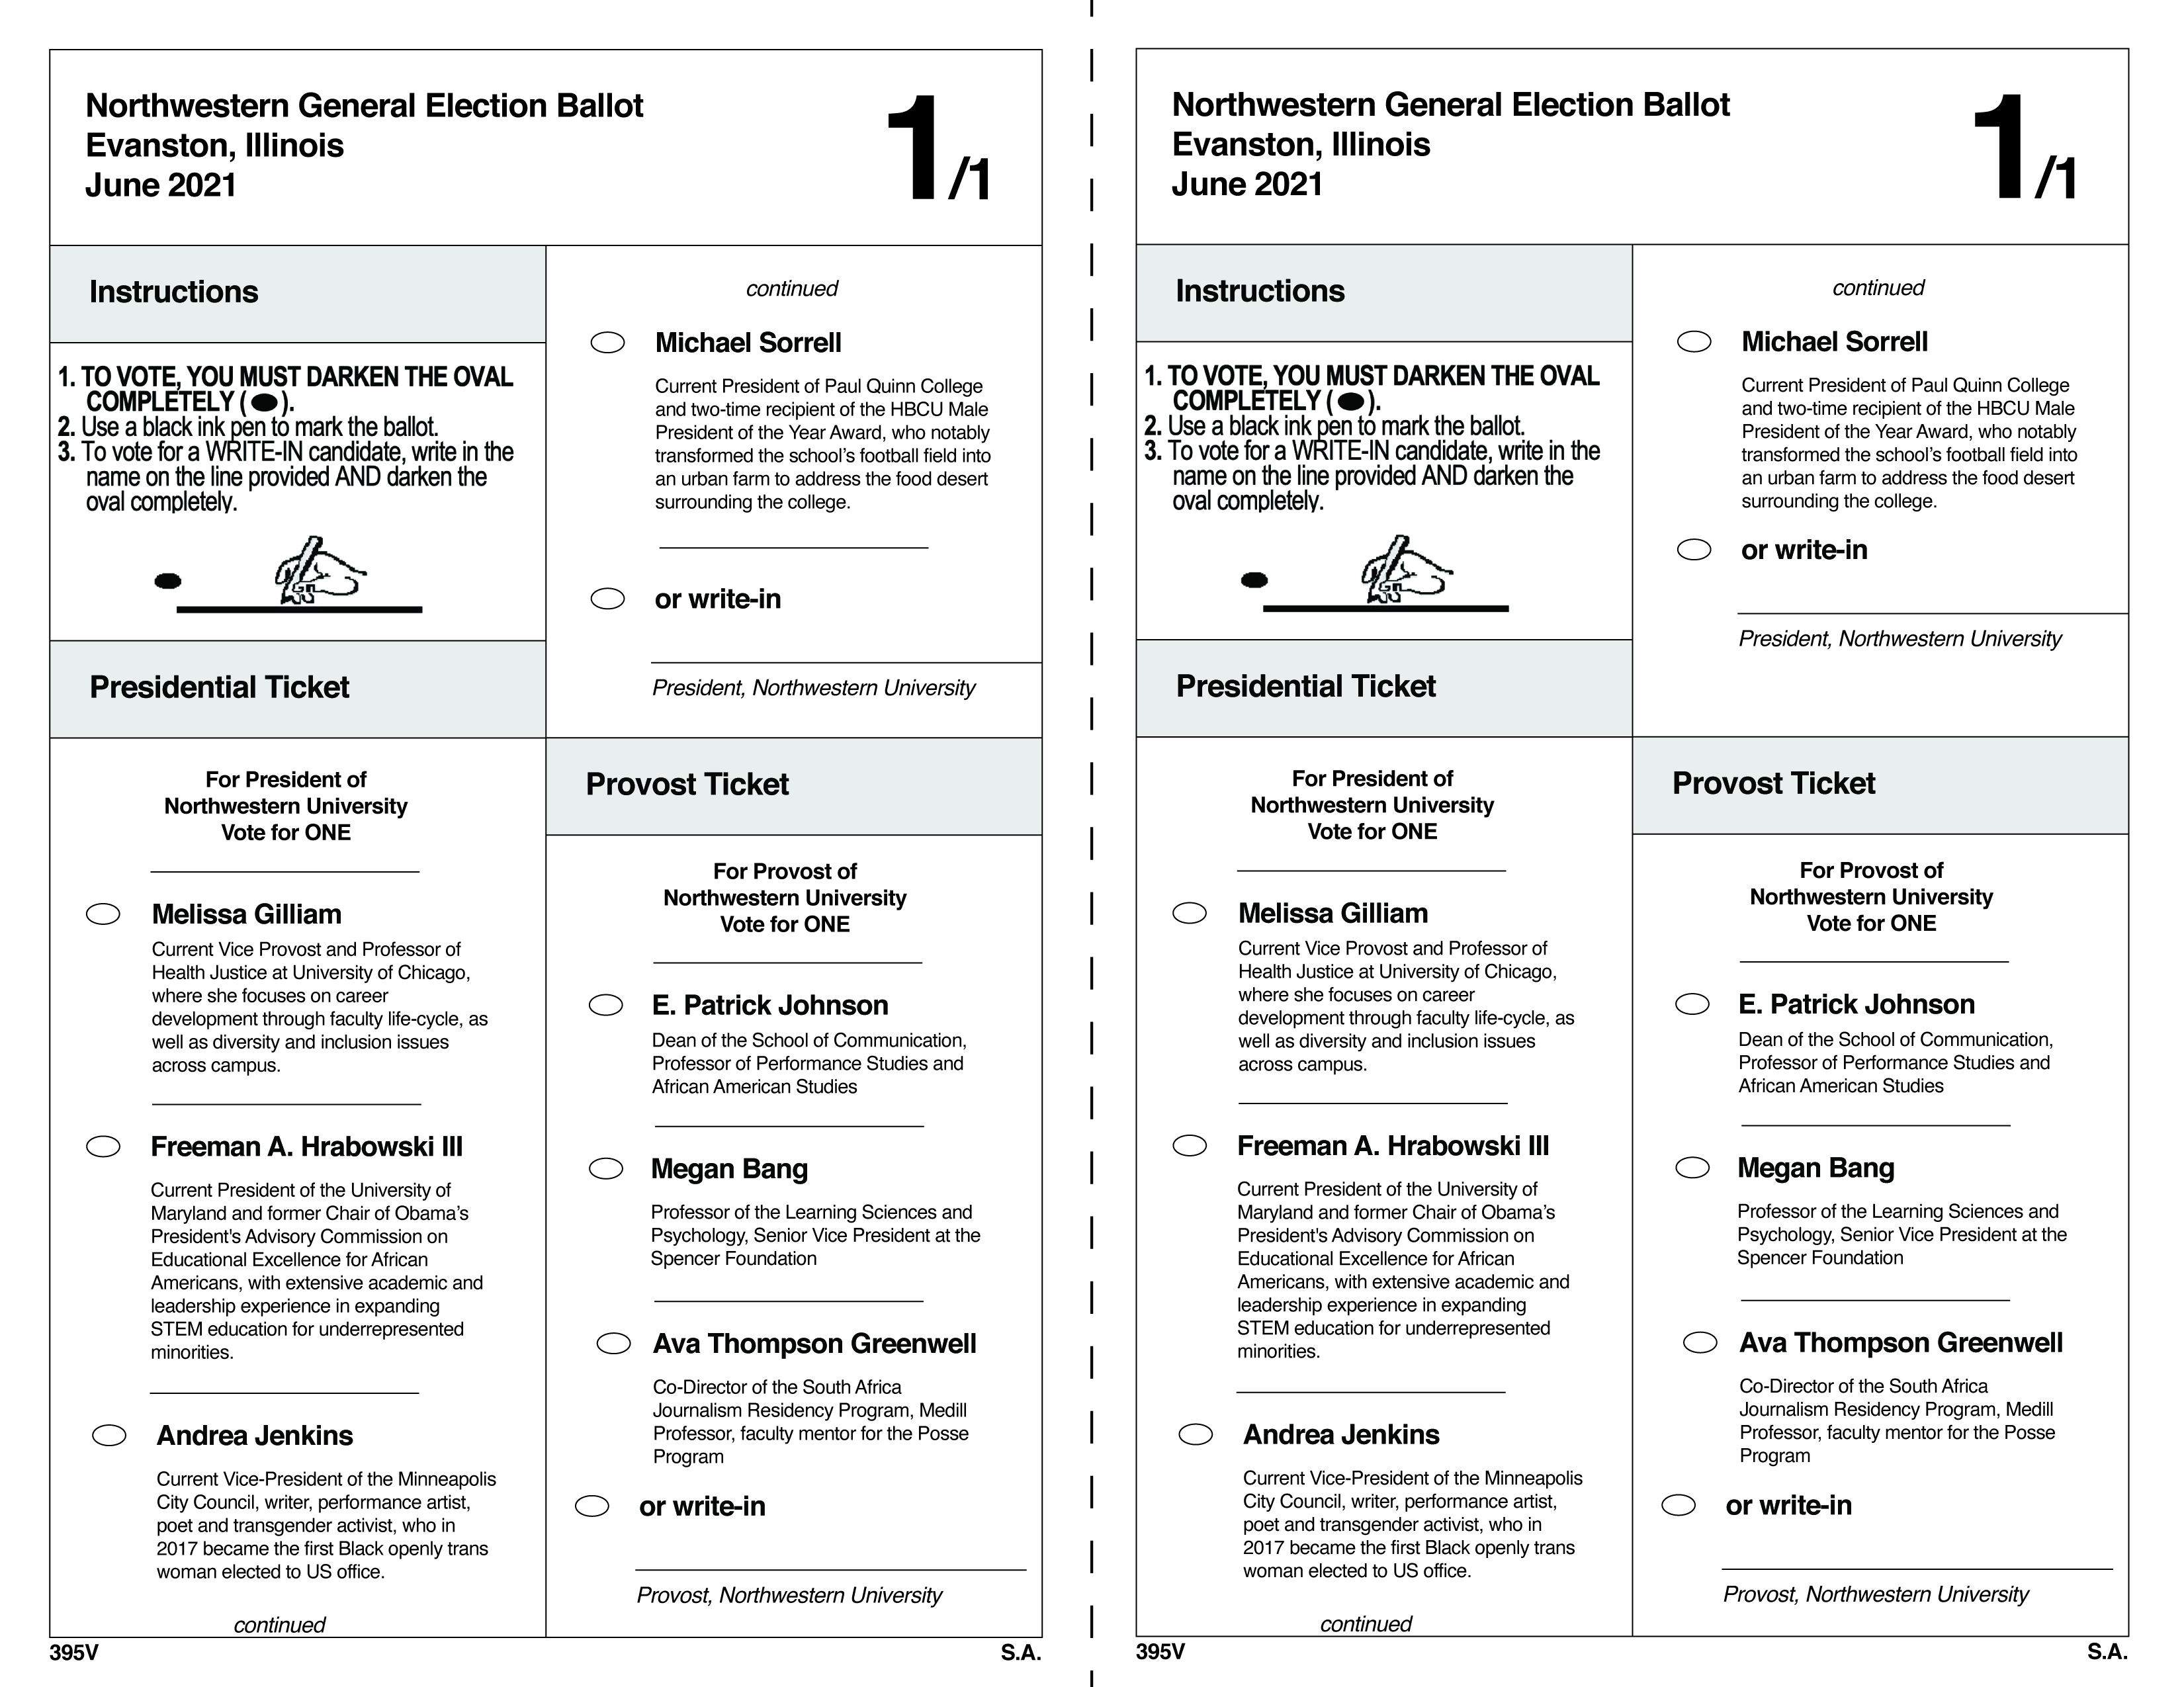 Northwestern General Election Ballot
Evanston, Illinois
June 2021
1/1
Instructions
1. TO VOTE, YOU MUST DARKEN THE OVAL
COMPLETELY ( ).
2. Use a black ink pen to mark the ballot.
3. To vote for a WRITE-IN candidate, write in the
name on the line provided AND darken the
oval completely.
Presidential Ticket
For President of
Northwestern University
Vote for ONE
Melissa Gilliam
Current Vice Provost and Professor of
Health Justice at University of Chicago,
where she focuses on career
development through faculty life-cycle, as
well as diversity and inclusion issues
across campus.
Freeman A. Hrabowski III
Current President of the University of
Maryland and former Chair of Obama’s
President's Advisory Commission on
Educational Excellence for African
Americans, with extensive academic and
leadership experience in expanding
STEM education for underrepresented
minorities.
Andrea Jenkins
Current Vice-President of the Minneapolis
City Council, writer, performance artist,
poet and transgender activist, who in
2017 became the first Black openly trans
woman elected to US office.
continued
continued
Michael Sorrell
Current President of Paul Quinn College
and two-time recipient of the HBCU Male
President of the Year Award, who notably
transformed the school’s football field into
an urban farm to address the food desert
surrounding the college.
or write-in
President, Northwestern University
Provost Ticket
For Provost of
Northwestern University
Vote for ONE
E. Patrick Johnson
Dean of the School of Communication,
Professor of Performance Studies and
African American Studies
Megan Bang
Professor of the Learning Sciences and
Psychology, Senior Vice President at the
Spencer Foundation
Ava Thompson Greenwell
Co-Director of the South Africa
Journalism Residency Program, Medill
Professor, faculty mentor for the Posse
Program
or write-in
Provost, Northwestern University
395V
S.A.
Northwestern General Election Ballot
Evanston, Illinois
June 2021
1/1
Instructions
1. TO VOTE, YOU MUST DARKEN THE OVAL
COMPLETELY ( ).
2. Use a black ink pen to mark the ballot.
3. To vote for a WRITE-IN candidate, write in the
name on the line provided AND darken the
oval completely.
Presidential Ticket
For President of
Northwestern University
Vote for ONE
Melissa Gilliam
Current Vice Provost and Professor of
Health Justice at University of Chicago,
where she focuses on career
development through faculty life-cycle, as
well as diversity and inclusion issues
across campus.
Freeman A. Hrabowski III
Current President of the University of
Maryland and former Chair of Obama’s
President's Advisory Commission on
Educational Excellence for African
Americans, with extensive academic and
leadership experience in expanding
STEM education for underrepresented
minorities.
Andrea Jenkins
Current Vice-President of the Minneapolis
City Council, writer, performance artist,
poet and transgender activist, who in
2017 became the first Black openly trans
woman elected to US office.
continued
continued
Michael Sorrell
Current President of Paul Quinn College
and two-time recipient of the HBCU Male
President of the Year Award, who notably
transformed the school’s football field into
an urban farm to address the food desert
surrounding the college.
or write-in
President, Northwestern University
Provost Ticket
For Provost of
Northwestern University
Vote for ONE
E. Patrick Johnson
Dean of the School of Communication,
Professor of Performance Studies and
African American Studies
Megan Bang
Professor of the Learning Sciences and
Psychology, Senior Vice President at the
Spencer Foundation
Ava Thompson Greenwell
Co-Director of the South Africa
Journalism Residency Program, Medill
Professor, faculty mentor for the Posse
Program
or write-in
Provost, Northwestern University
395V
S.A.